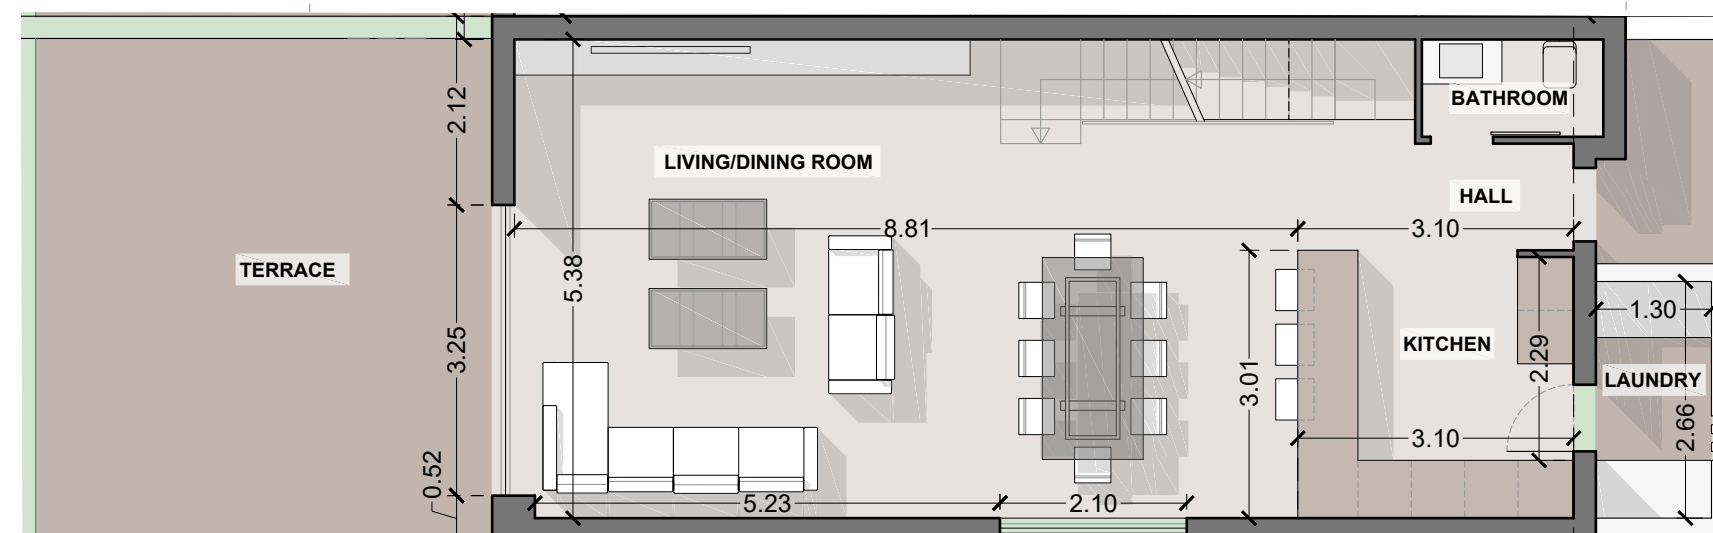 2.12
BATHROOM
LIVING/DINING ROOM
HALL
8.81
3.10
TERRACE
5.38
1.30
3.25
3.01
KITCHEN
2.29
LAUNDRY
2.66
3.10
0.52
5.23
2.10